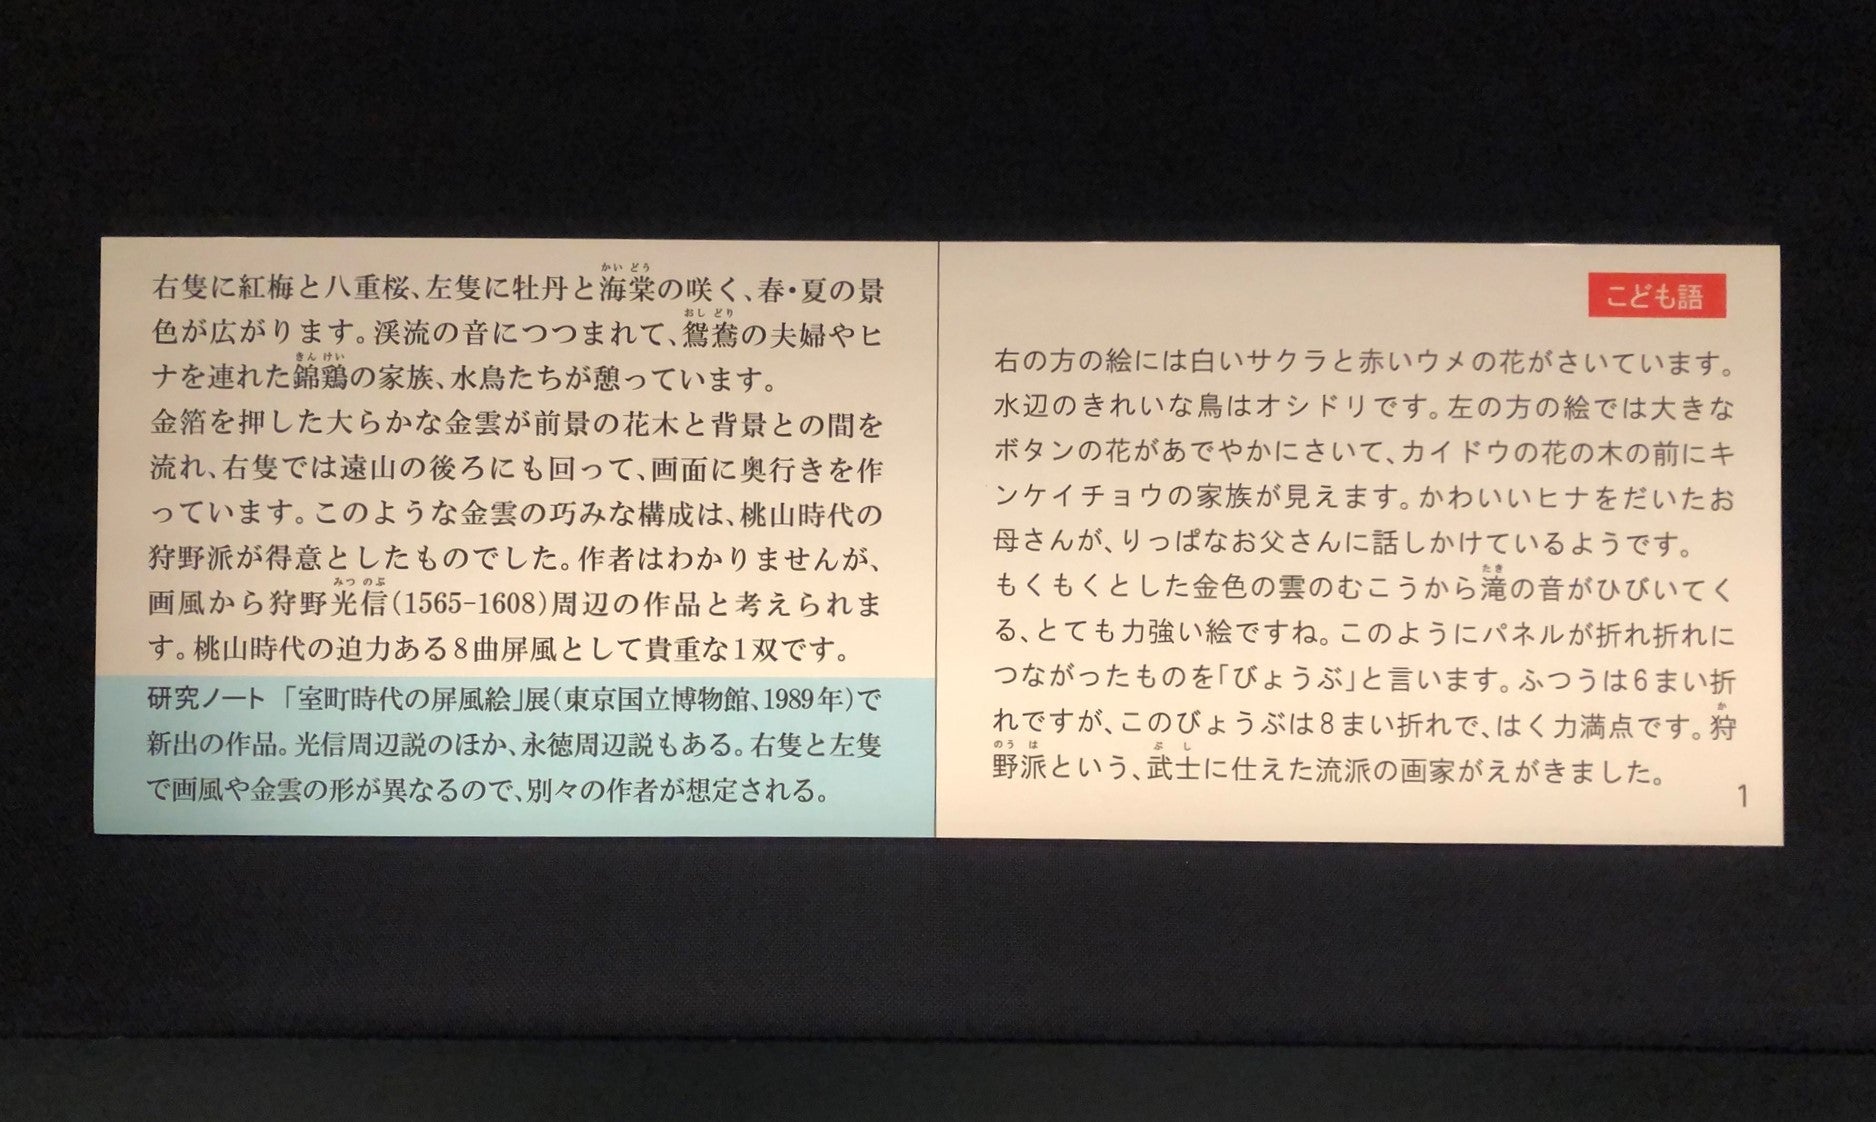 右隻に紅梅と八重桜、左隻に牡丹と海棠の咲く、春・夏の景
色が広がります。渓流の音につつまれて、鴛鴦の夫婦やヒ
ナを連れた錦鶏の家族、水鳥たちが憩っています。
金箔を押した大らかな金雲が前景の花木と背景との間を
流れ、右隻では遠山の後ろにも回って、画面に奥行きを作
っています。このような金雲の巧みな構成は、桃山時代の
狩野派が得意としたものでした。作者はわかりませんが、
画風から狩野光信(1565-1608)周辺の作品と考えられま
す。桃山時代の迫力ある8曲屏風として貴重な1双です。
研究ノート 「室町時代の屏風絵」展(東京国立博物館、1989年)で
新出の作品。光信周辺説のほか、永徳周辺説もある。右隻と左隻
で画風や金雲の形が異なるので、別々の作者が想定される。
こども語
右の方の絵には白いサクラと赤いウメの花がさいています。
水辺のきれいな鳥はオシドリです。左の方の絵では大きな
ボタンの花があでやかにさいて、カイドウの花の木の前にキ
ンケイチョウの家族が見えます。かわいいヒナをだいたお
母さんが、りっぱなお父さんに話しかけているようです。
もくもくとした金色の雲のむこうから滝の音がひびいてく
る、とても力強い絵ですね。このようにパネルが折れ折れに
つながったものを「びょうぶ」と言います。ふつうは6まい折
れですが、このびょうぶは8まい折れで、はく力満点です。狩
野派という、武士に仕えた流派の画家がえがきました。
1